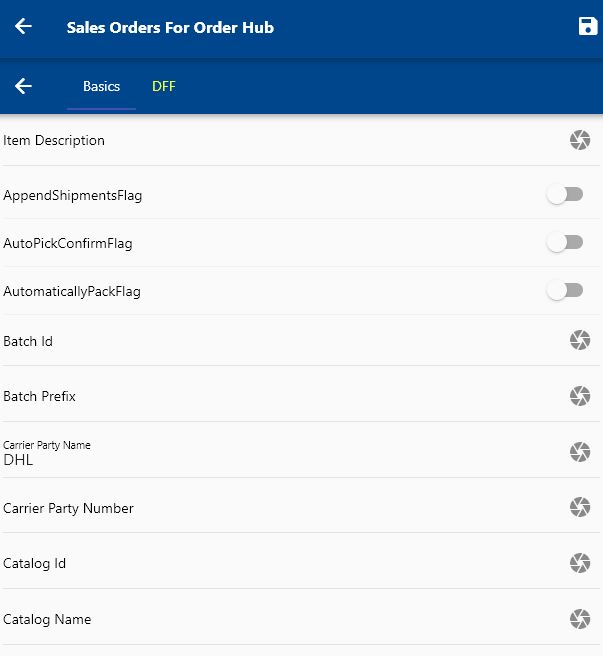 Sales Orders For Order Hub
Basics DFF
Item Description
AppendShipmentsFlag
AutoPickConfirmFlag
AutomaticallyPackFlag
Batch Id
Batch Prefix
Carrier Party Name
DHL
Carrier Party Number
Catalog Id
Catalog Name